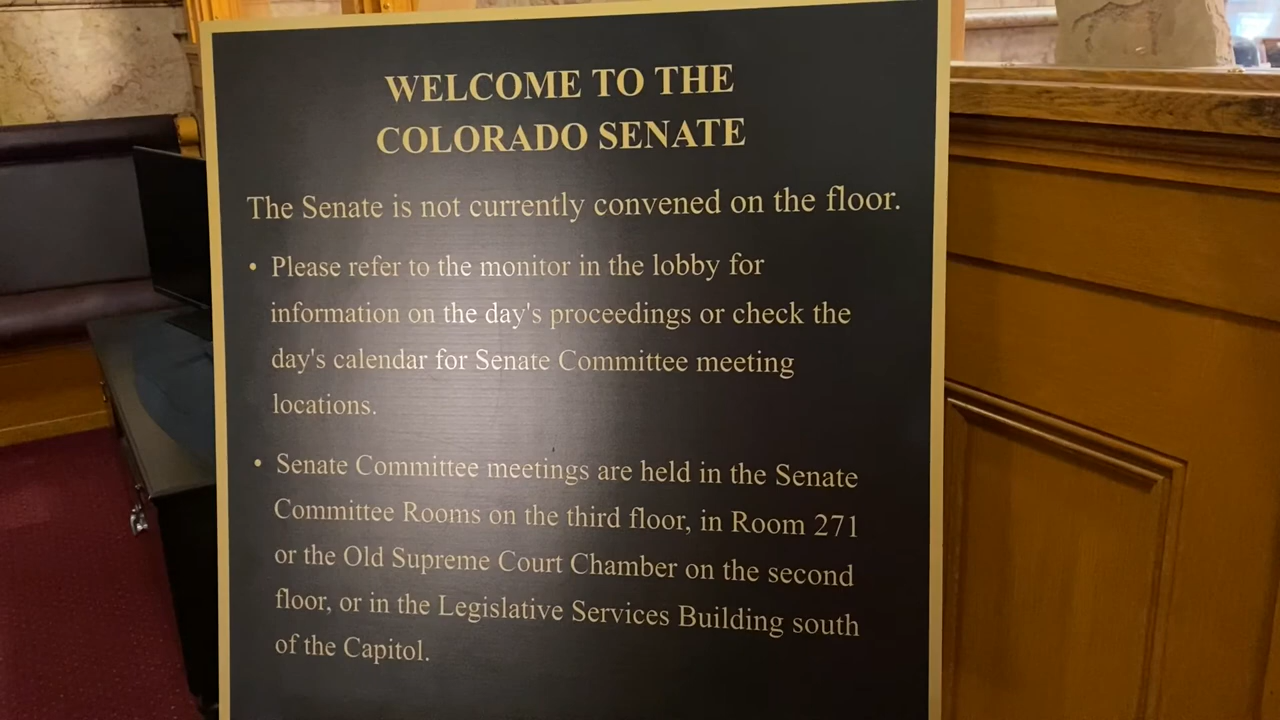 WELCOME TO THE
COLORADO SENATE
The Senate is not currently convened on the floor.
• Please refer to the monitor in the lobby for
information on the day's proceedings or check the
day's calendar for Senate Committee meeting
locations.
• Senate Committee meetings are held in the Senate
Committee Rooms on the third floor, in Room 271
or the Old Supreme Court Chamber on the second
floor, or in the Legislative Services Building south
of the Capitol.